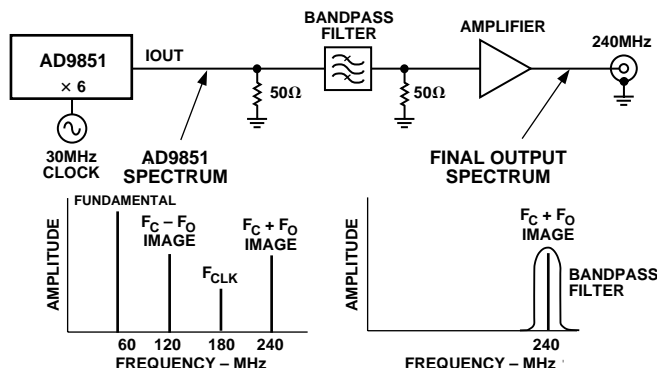 BANDPASS
FILTER
AMPLIFIER
240MHz
AD9851
× 6
IOUT
50Ω
50Ω
30MHz
CLOCK
AD9851
SPECTRUM
FINAL OUTPUT
SPECTRUM
AMPLITUDE
FUNDAMENTAL
FC – FO
IMAGE
FCLK
FC + FO
IMAGE
60 120 180 240
FREQUENCY – MHz
AMPLITUDE
FC + FO
IMAGE
BANDPASS
FILTER
240
FREQUENCY – MHz